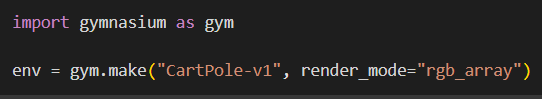 import gymnasium as gym
env = gym.make("CartPole-v1", render_mode="rgb_array")